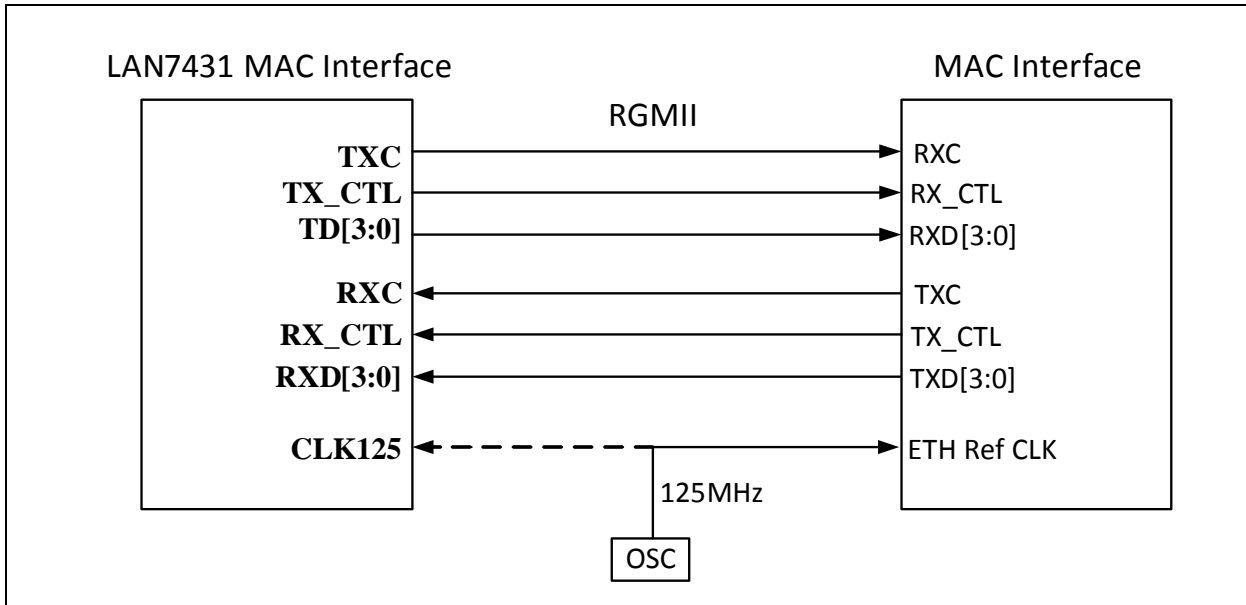 LAN7431 MAC Interface
MAC Interface
RGMII
TXC
RXC
TX_CTL
RX_CTL
TD[3:0]
RXD[3:0]
RXC
TXC
RX_CTL
TX_CTL
RXD[3:0]
TXD[3:0]
CLK125
ETH Ref CLK
125MHz
OSC